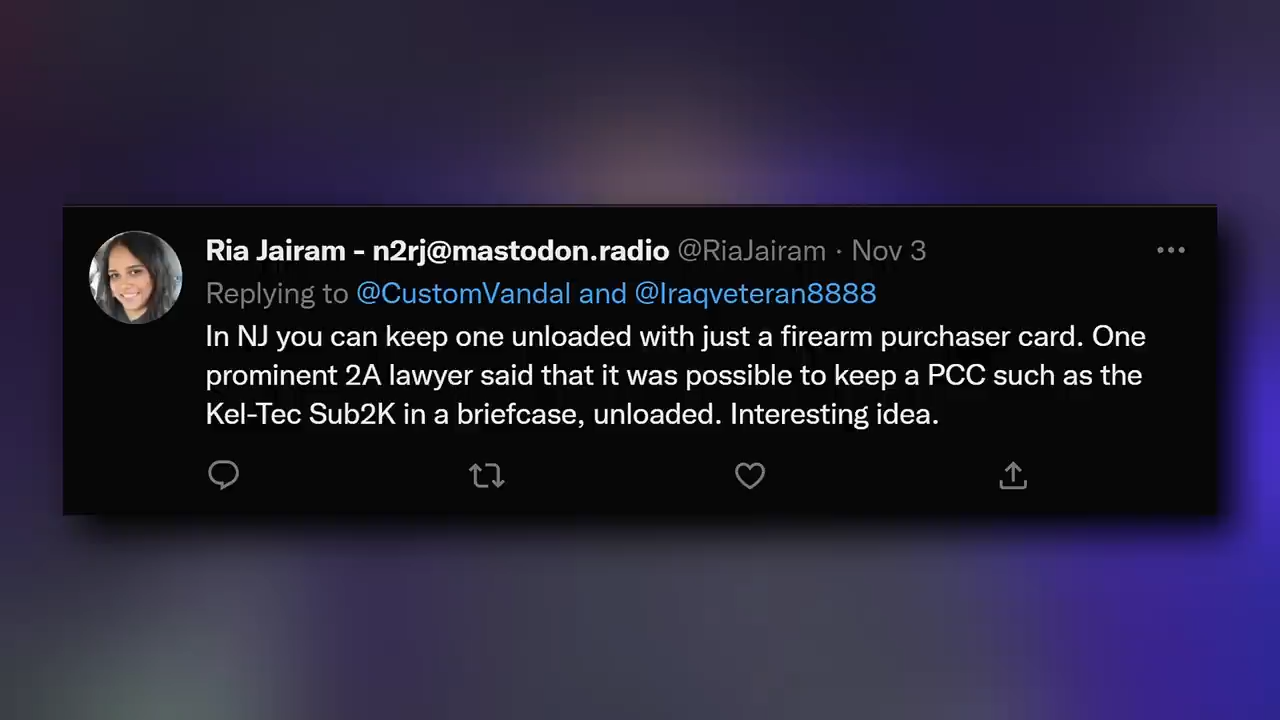 Ria Jairam - n2rj@mastodon.radio @RiaJairam · Nov 3
Replying to @CustomVandal and @Iraqveteran8888
In NJ you can keep one unloaded with just a firearm purchaser card. One
prominent 2A lawyer said that it was possible to keep a PCC such as the
Kel-Tec Sub2K in a briefcase, unloaded. Interesting idea.